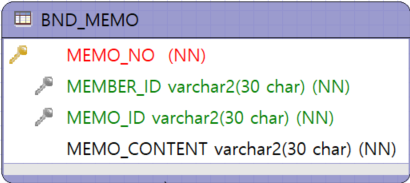 BND_MEMO
MEMO_NO (NN)
MEMBER_ID varchar2(30 char) (NN)
MEMO_ID varchar2(30 char) (NN)
MEMO_CONTENT varchar2(30 char) (NN)